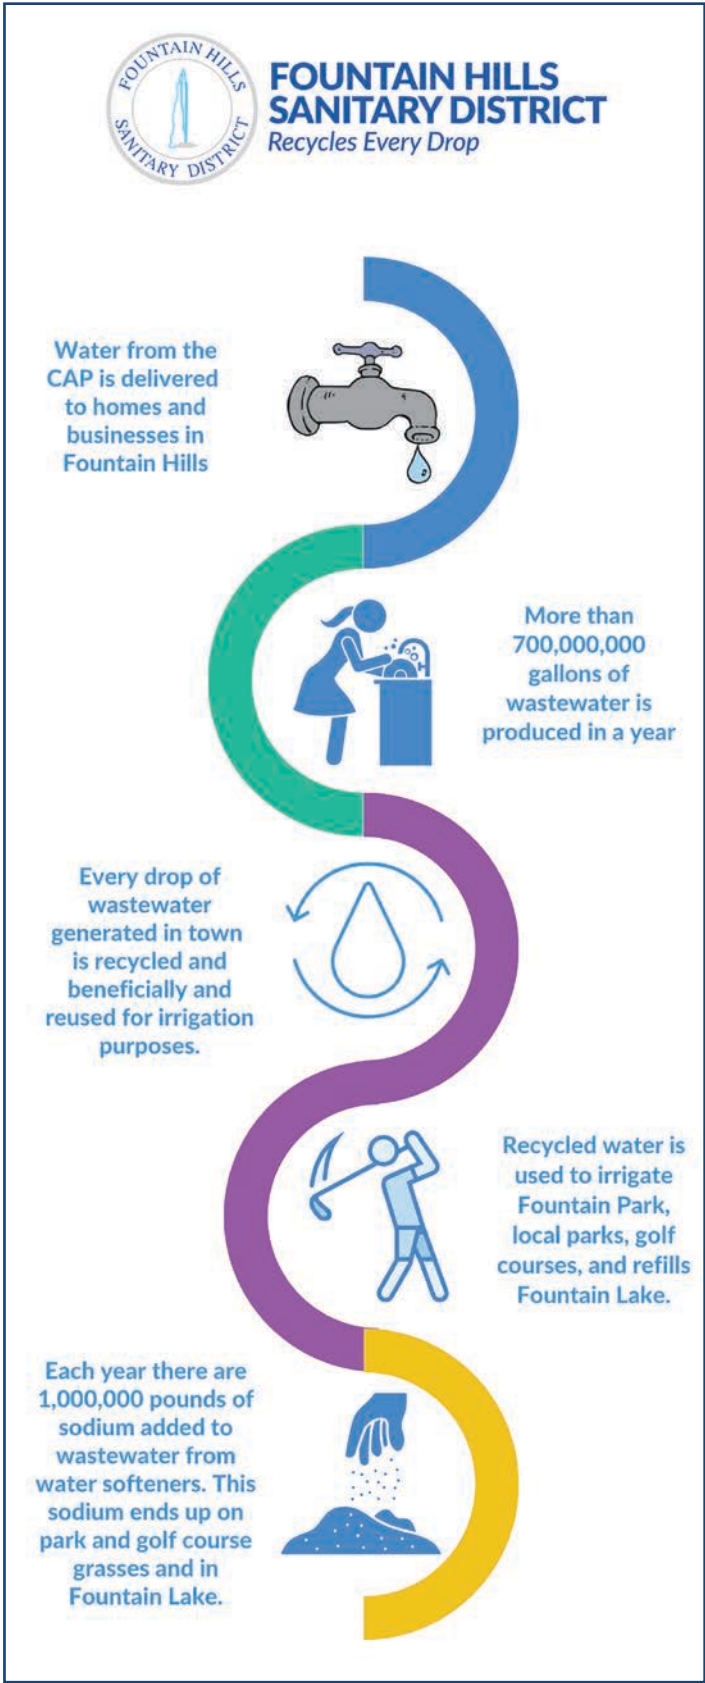 FOUNTAIN HILLS
SANITARY DISTRICT
FOUNTAIN HILLS
SANITARY DISTRICT
Recycles Every Drop
Water from the
CAP is delivered
to homes and
businesses in
Fountain Hills
More than
700,000,000
gallons of
wastewater is
produced in a year
Every drop of
wastewater
generated in town
is recycled and
beneficially and
reused for irrigation
purposes.
Recycled water is
used to irrigate
Fountain Park,
local parks, golf
courses, and refills
Fountain Lake.
Each year there are
1,000,000 pounds of
sodium added to
wastewater from
water softeners. This
sodium ends up on
park and golf course
grasses and in
Fountain Lake.